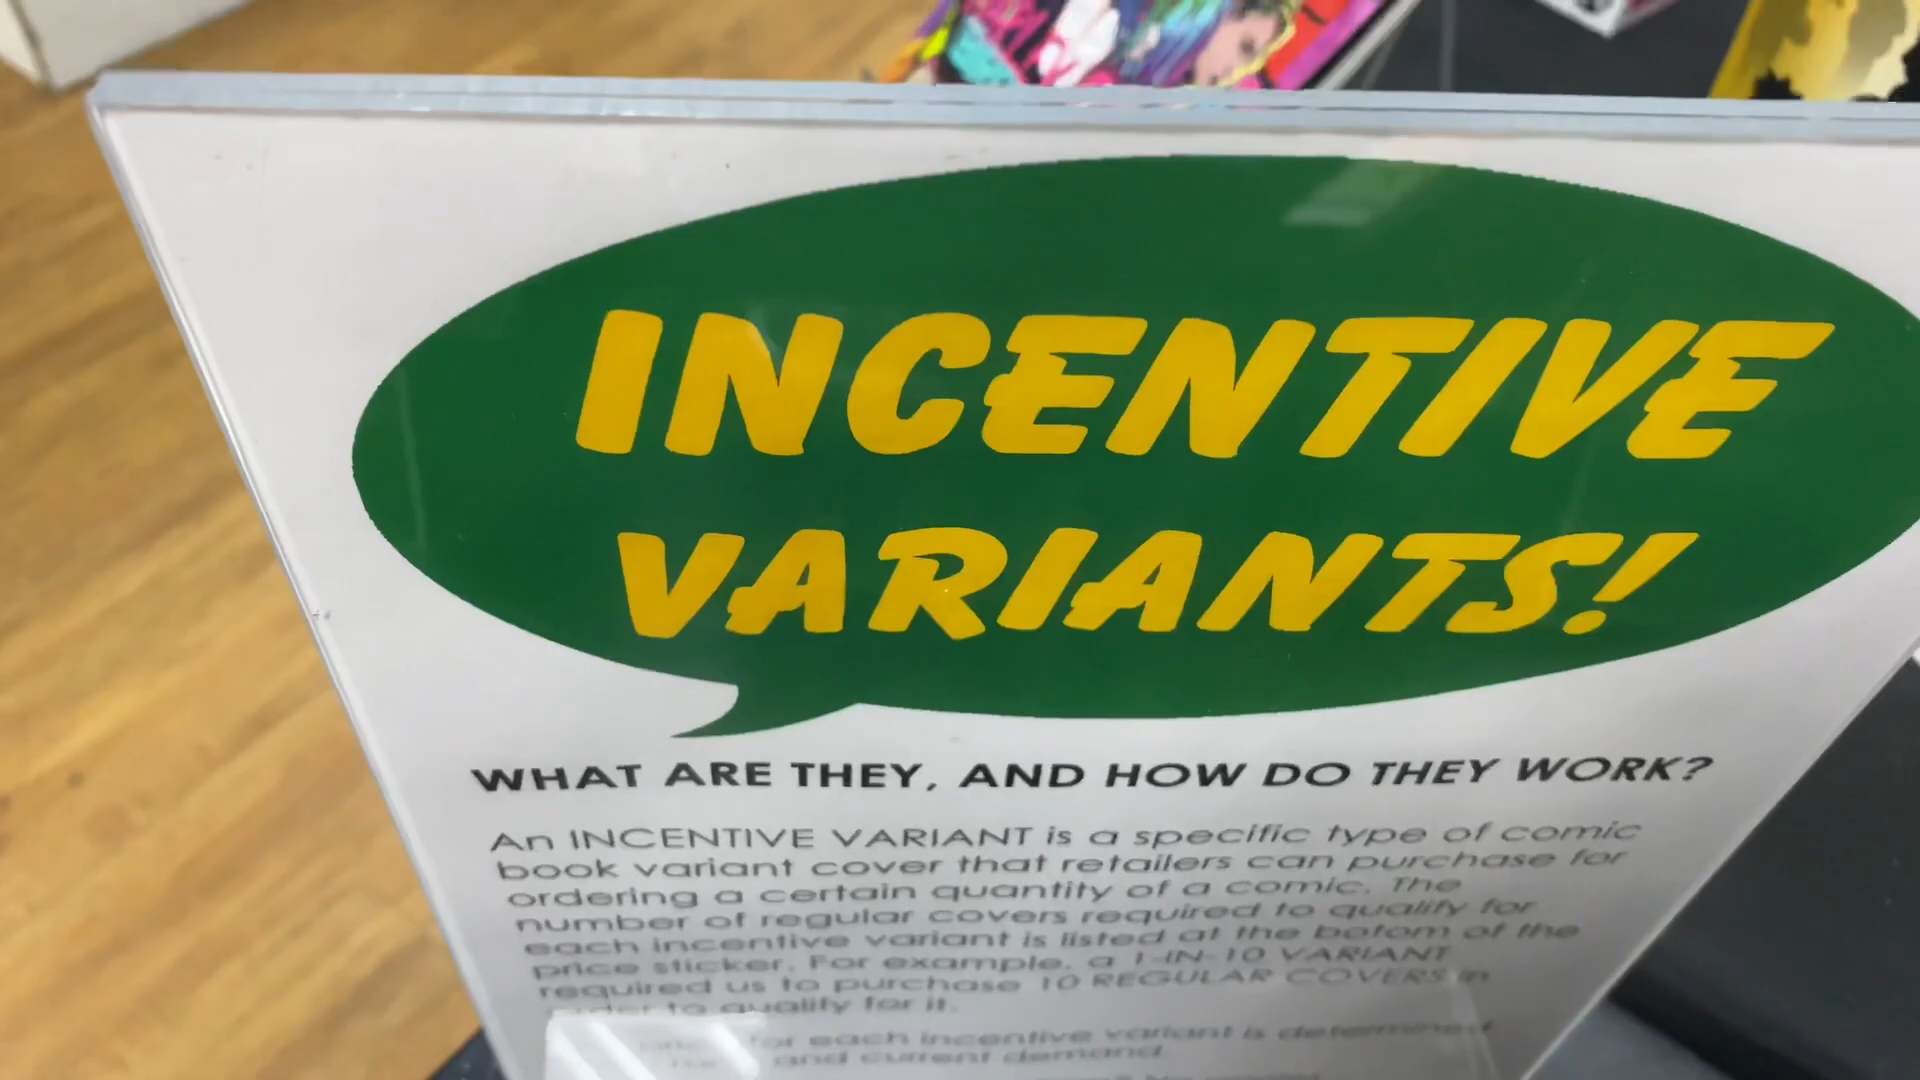 INCENTIVE
VARIANTS!
WHAT ARE THEY, AND HOW DO THEY WORK?
An INCENTIVE VARIANT is a specific type of comic
book variant cover that retailers can purchase for
ordering a certain quantity of a comic. The
number of regular covers required to qualify for
each incentive variant is listed at the botom of the
price sticker. For example, a 1-IN-10 VARIANT
required us to purchase 10 REGULAR COVERS in
order to qualify for it.
for each incentive variant is determined
and current demand.